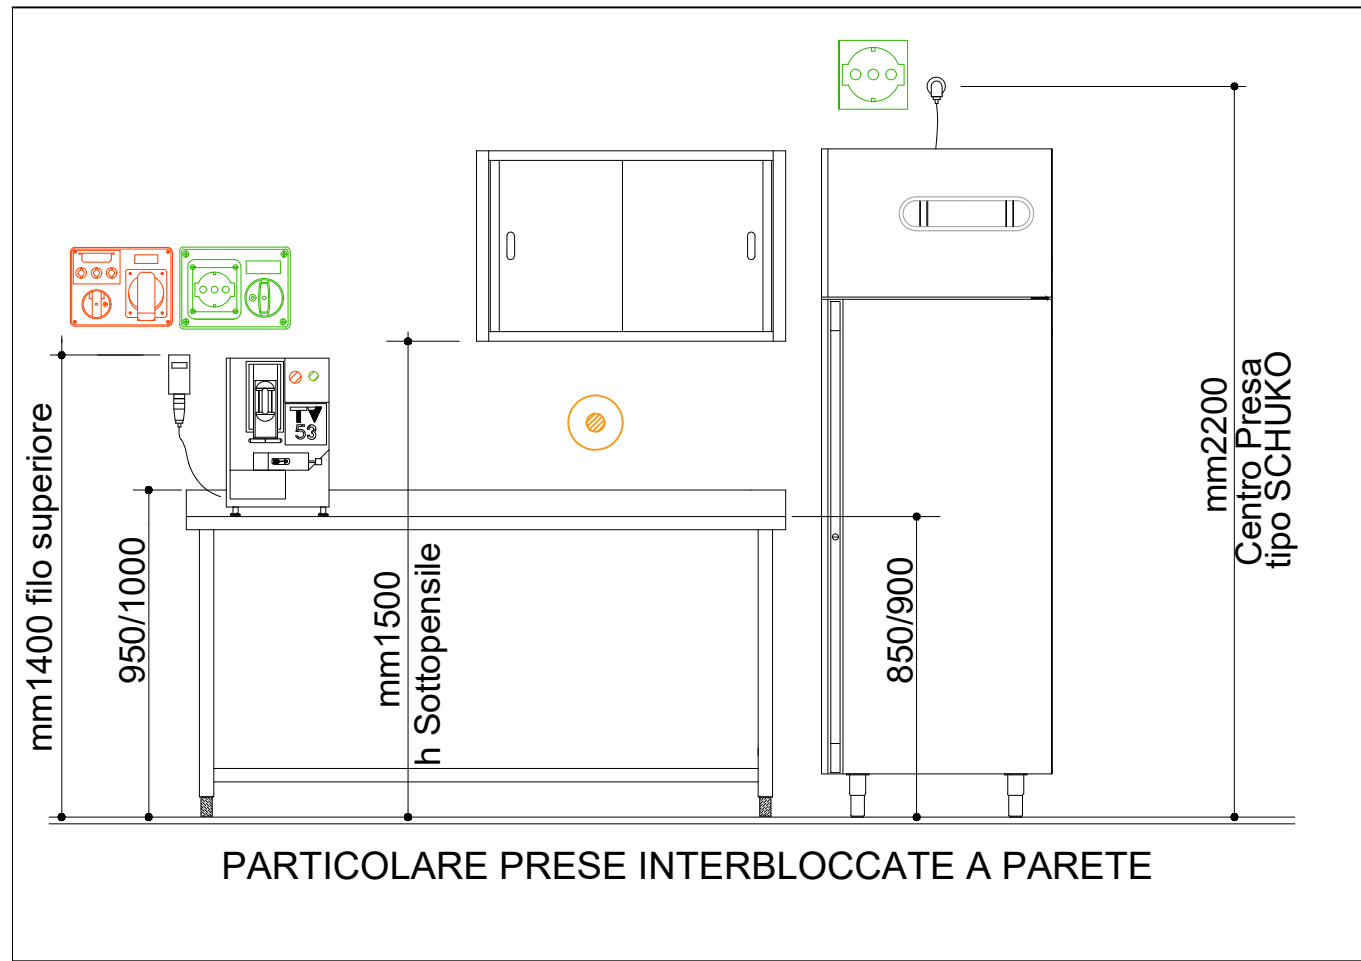 mm1400 filo superiore
950/1000
TV
53
mm1500
h Sottopensile
850/900
mm2200
Centro Presa
tipo SCHUKO
PARTICOLARE PRESE INTERBLOCCATE A PARETE